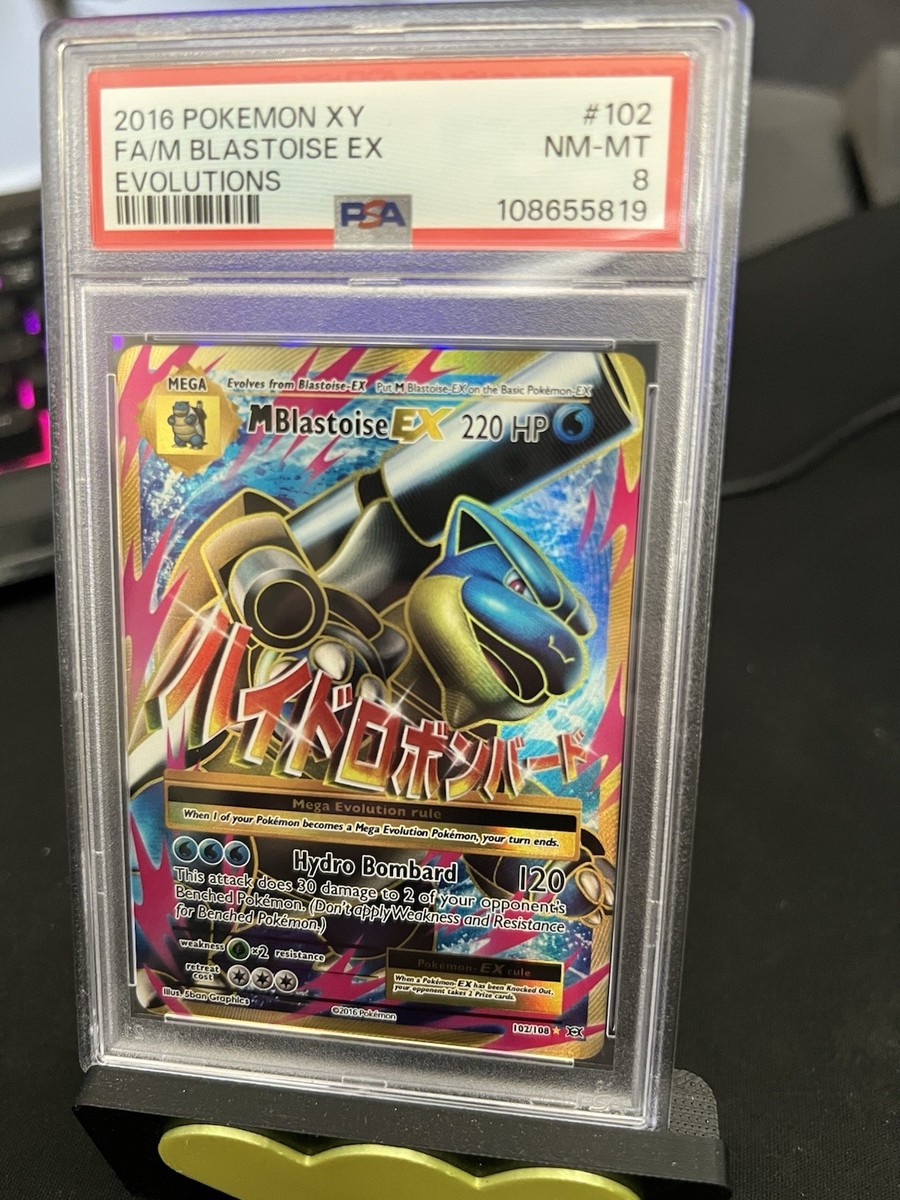 2016 POKEMON XY #102
FA/M BLASTOISE EX NM-MT
EVOLUTIONS 8
PSA 108655819
MEGA Evolves from Blastoise-EX Put M Blastoise-EX on the Basic Pokémon-EX
M Blastoise EX 220 HP
ハイドロボンバード
Mega Evolution rule
When 1 of your Pokémon becomes a Mega Evolution Pokémon, your turn ends.
Hydro Bombard 120
This attack does 30 damage to 2 of your opponent's
Benched Pokémon. (Don't apply Weakness and Resistance
for Benched Pokémon.)
weakness ×2 resistance
retreat
cost
Pokémon-EX rule
When a Pokémon-EX has been Knocked Out,
your opponent takes 2 Prize cards.
Illus. 5ban Graphics
©2016 Pokémon
102/108